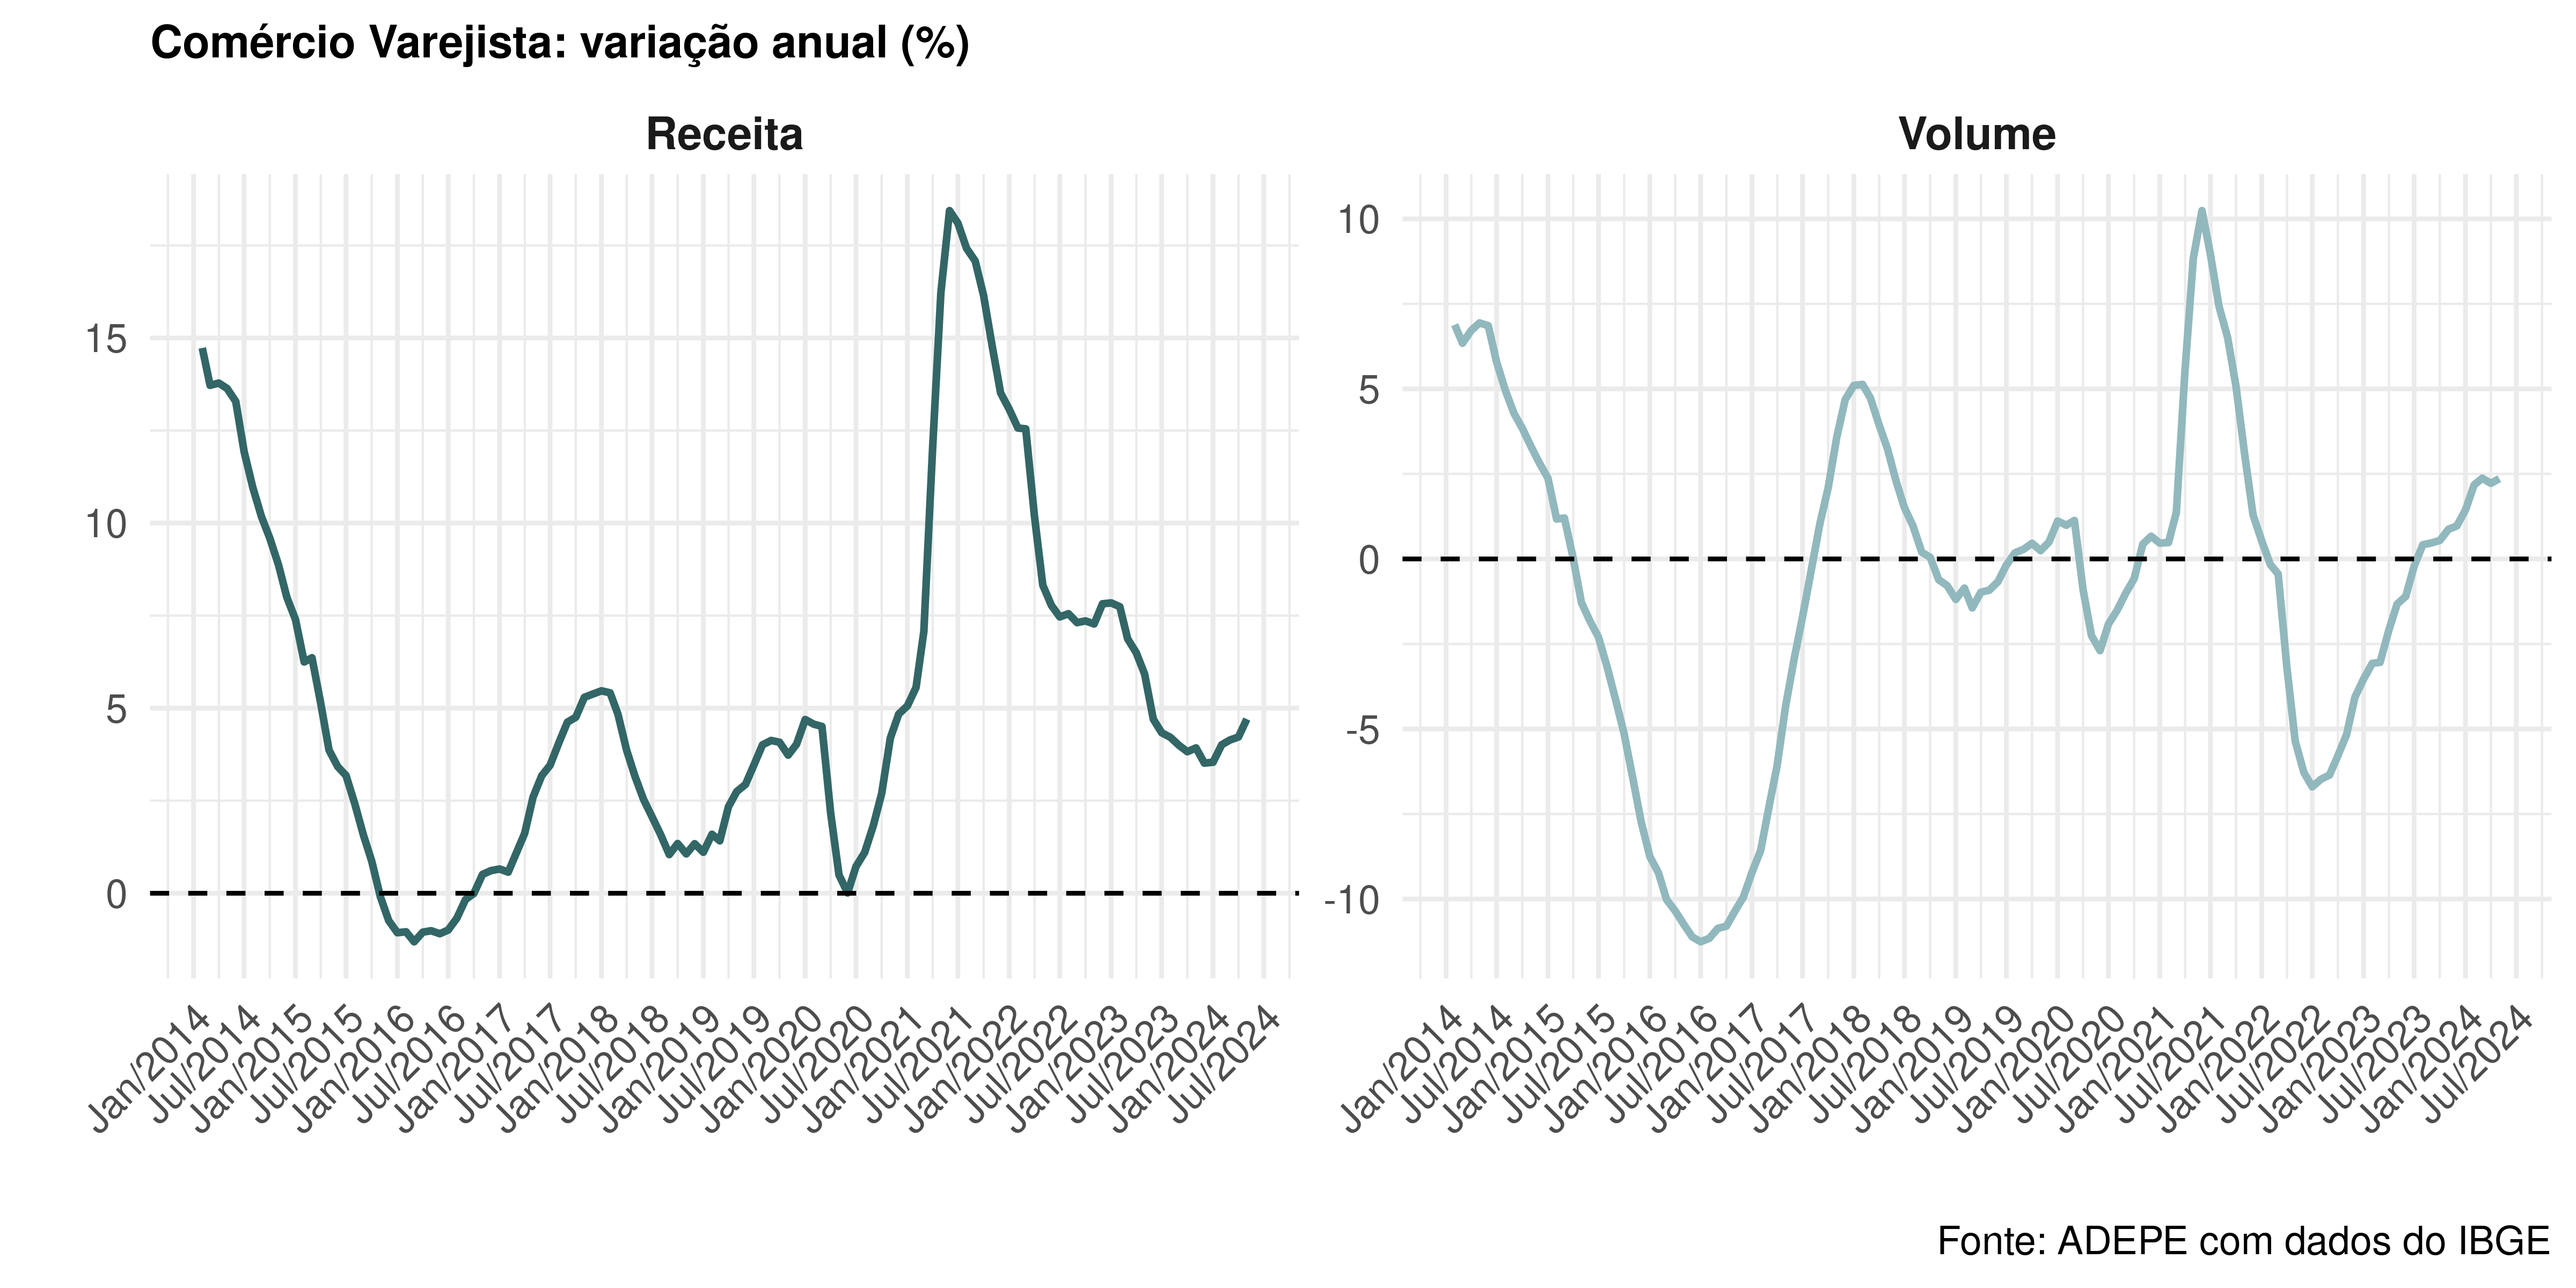 Comércio Varejista: variação anual (%)
Receita
Volume
15
10
5
0
10
5
0
-5
-10
Jan/2014
Jul/2014
Jan/2015
Jul/2015
Jan/2016
Jul/2016
Jan/2017
Jul/2017
Jan/2018
Jul/2018
Jan/2019
Jul/2019
Jan/2020
Jul/2020
Jan/2021
Jul/2021
Jan/2022
Jul/2022
Jan/2023
Jul/2023
Jan/2024
Jul/2024
Jan/2014
Jul/2014
Jan/2015
Jul/2015
Jan/2016
Jul/2016
Jan/2017
Jul/2017
Jan/2018
Jul/2018
Jan/2019
Jul/2019
Jan/2020
Jul/2020
Jan/2021
Jul/2021
Jan/2022
Jul/2022
Jan/2023
Jul/2023
Jan/2024
Jul/2024
Fonte: ADEPE com dados do IBGE